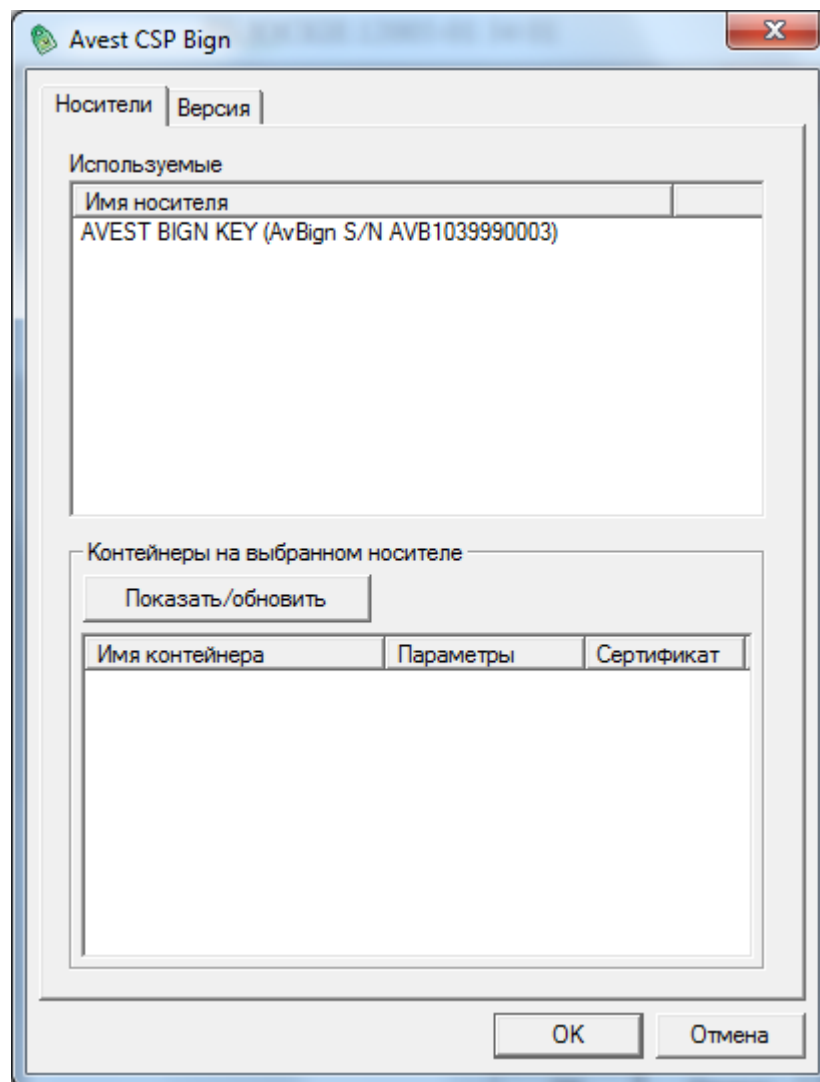 Avest CSP Bign
Носители Версия
Используемые
Имя носителя
AVEST BIGN KEY (AvBign S/N AVB1039990003)
Контейнеры на выбранном носителе
Показать/обновить
Имя контейнера Параметры Сертификат
OK Отмена